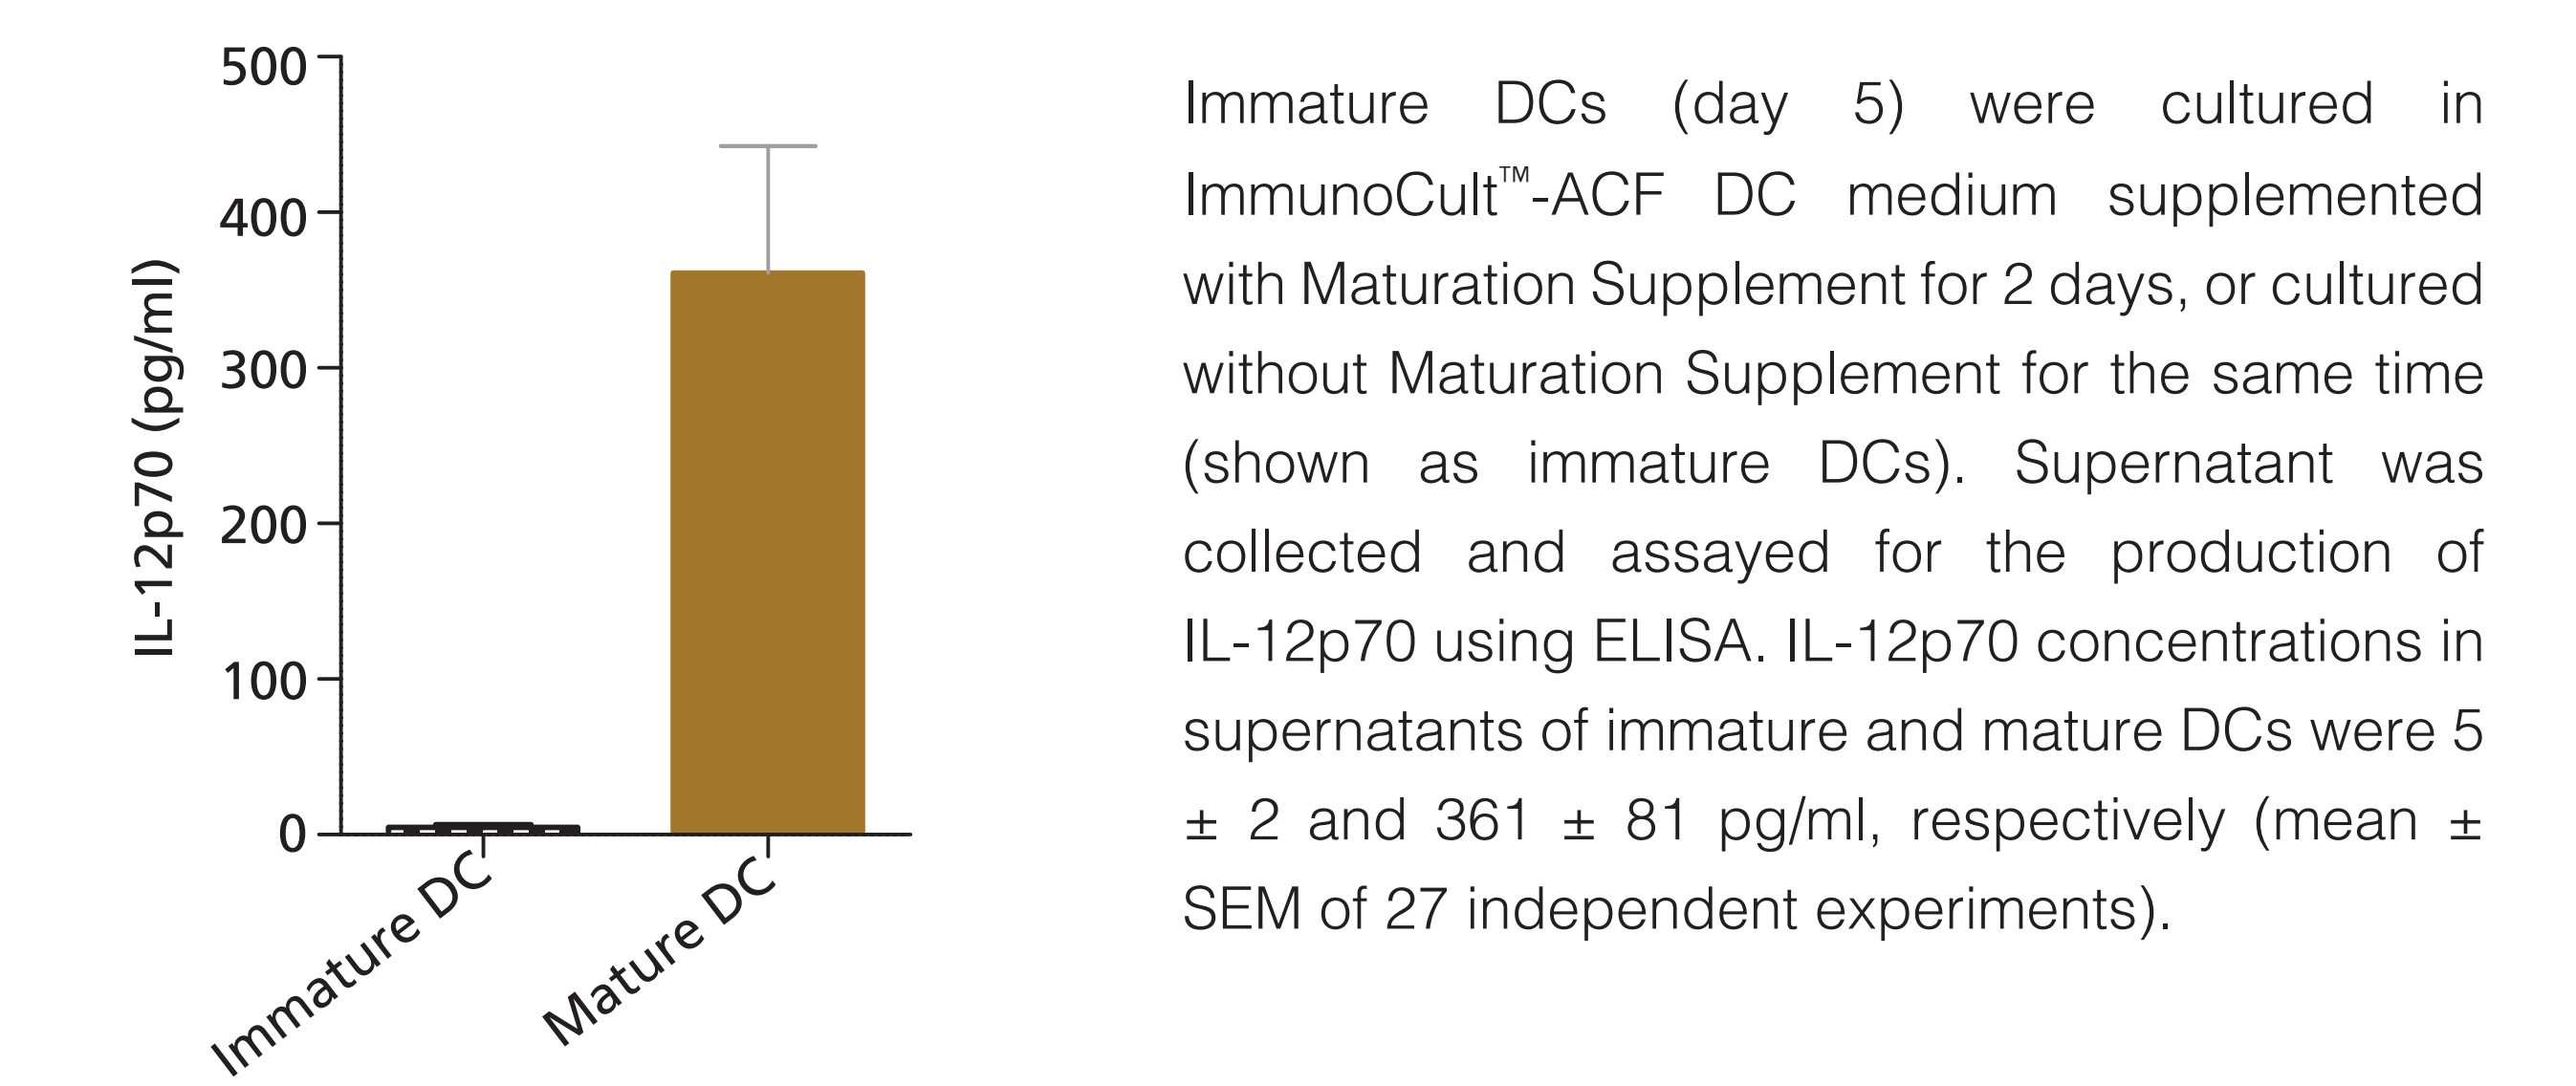 500
400
300
200
100
0
IL-12p70 (pg/ml)
Immature DC
Mature DC
Immature DCs (day 5) were cultured in
ImmunoCult™-ACF DC medium supplemented
with Maturation Supplement for 2 days, or cultured
without Maturation Supplement for the same time
(shown as immature DCs). Supernatant was
collected and assayed for the production of
IL-12p70 using ELISA. IL-12p70 concentrations in
supernatants of immature and mature DCs were 5
± 2 and 361 ± 81 pg/ml, respectively (mean ±
SEM of 27 independent experiments).